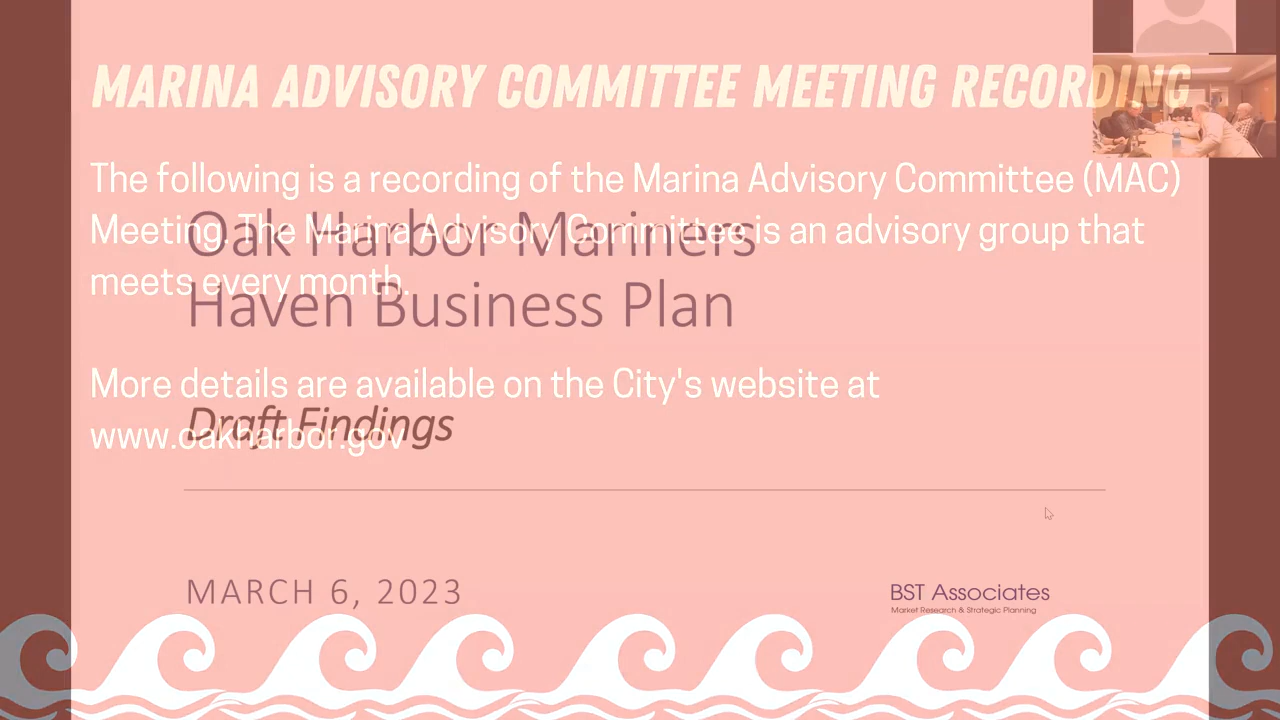 MARINA ADVISORY COMMITTEE MEETING RECORDING
The following is a recording of the Marina Advisory Committee (MAC)
Meeting. The Marina Advisory Committee is an advisory group that
meets every month.
More details are available on the City's website at
www.oakharbor.gov
Oak Harbor Mariners
Haven Business Plan
Draft Findings
MARCH 6, 2023
BST Associates
Market Research & Strategic Planning